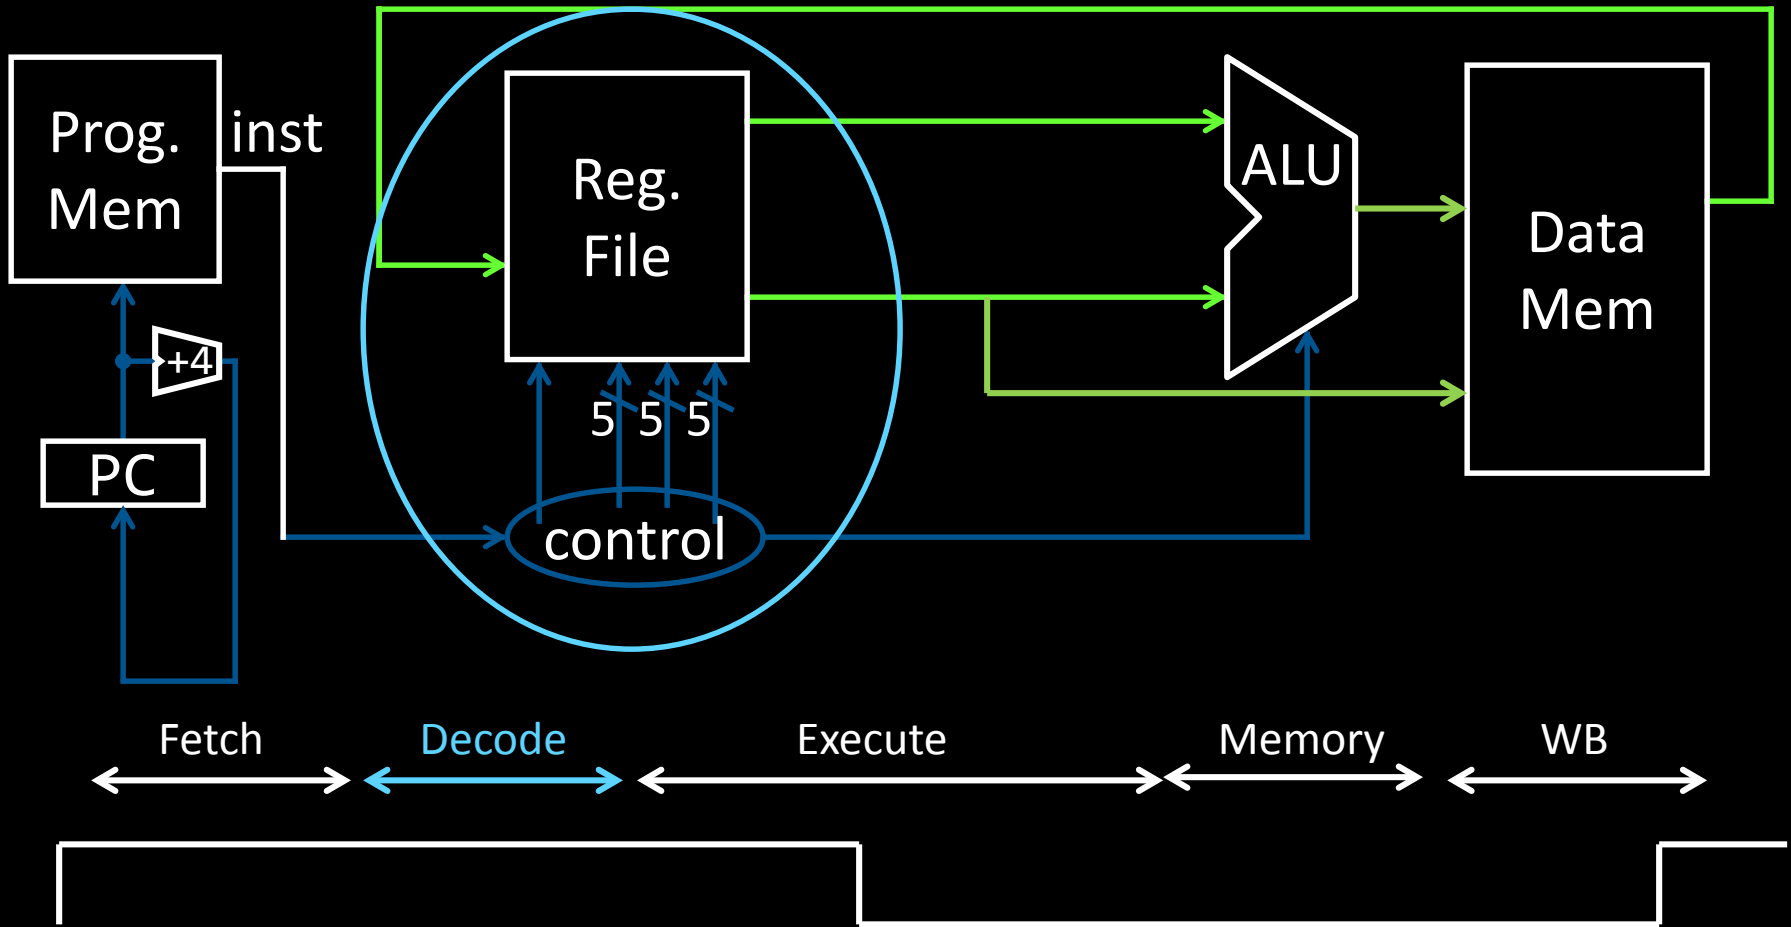 Prog.
Mem
inst
Reg.
File
ALU
Data
Mem
+4
5 5 5
PC
control
Fetch Decode Execute Memory WB